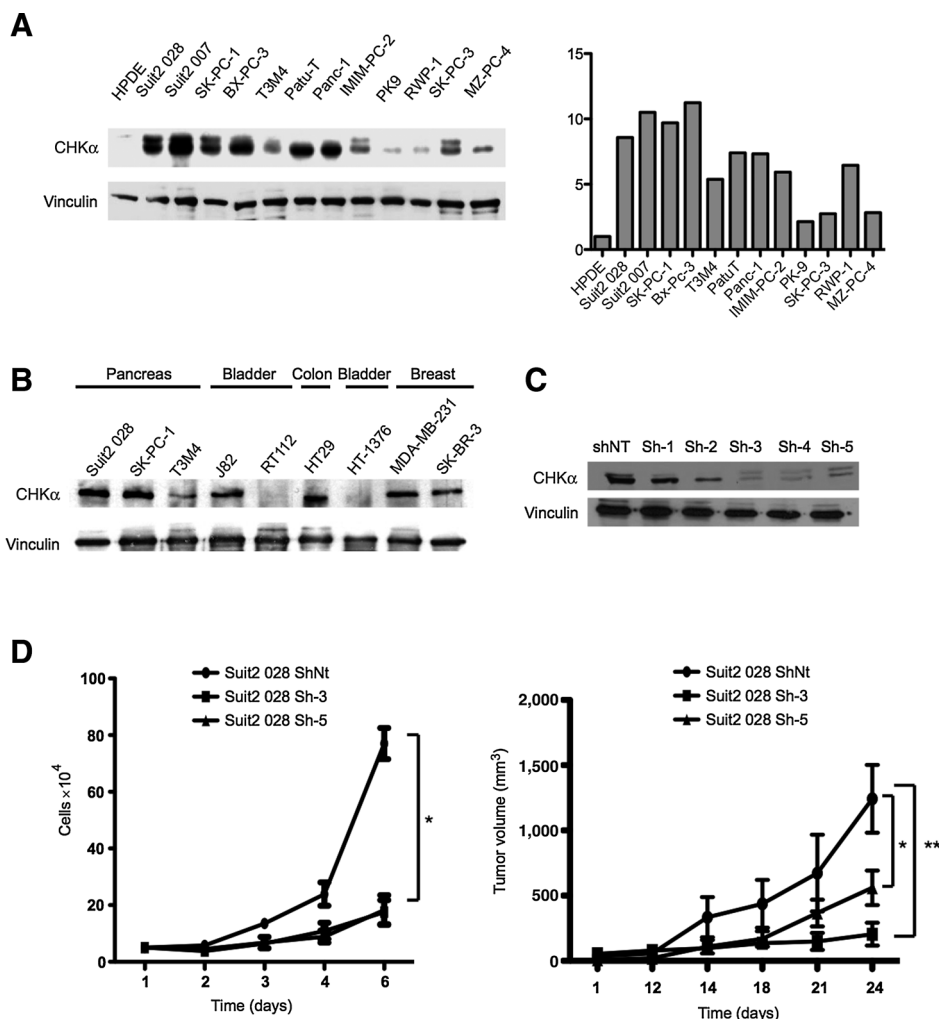 A
HPDE
Suit2 028
Suit2 007
SK-PC-1
BX-PC-3
T3M4
Patu-T
Panc-1
IMIM-PC-2
PK9
RWP-1
SK-PC-3
MZ-PC-4
CHKα
Vinculin
15
10
5
0
HPDE
Suit2 028
Suit2 007
SK-PC-1
Bx-Pc-3
T3M4
PatuT
Panc-1
IMIM-PC-2
PK-9
SK-PC-3
RWP-1
MZ-PC-4
B
Pancreas Bladder Colon Bladder Breast
Suit2 028
SK-PC-1
T3M4
J82
RT112
HT29
HT-1376
MDA-MB-231
SK-BR-3
CHKα
Vinculin
C
shNT Sh-1 Sh-2 Sh-3 Sh-4 Sh-5
CHKα
Vinculin
D
Suit2 028 ShNt
Suit2 028 Sh-3
Suit2 028 Sh-5
Cells × 10⁴
100
80
60
40
20
0
*
1 2 3 4 6
Time (days)
Suit2 028 ShNt
Suit2 028 Sh-3
Suit2 028 Sh-5
Tumor volume (mm³)
2,000
1,500
1,000
500
0
* **
1 12 14 18 21 24
Time (days)